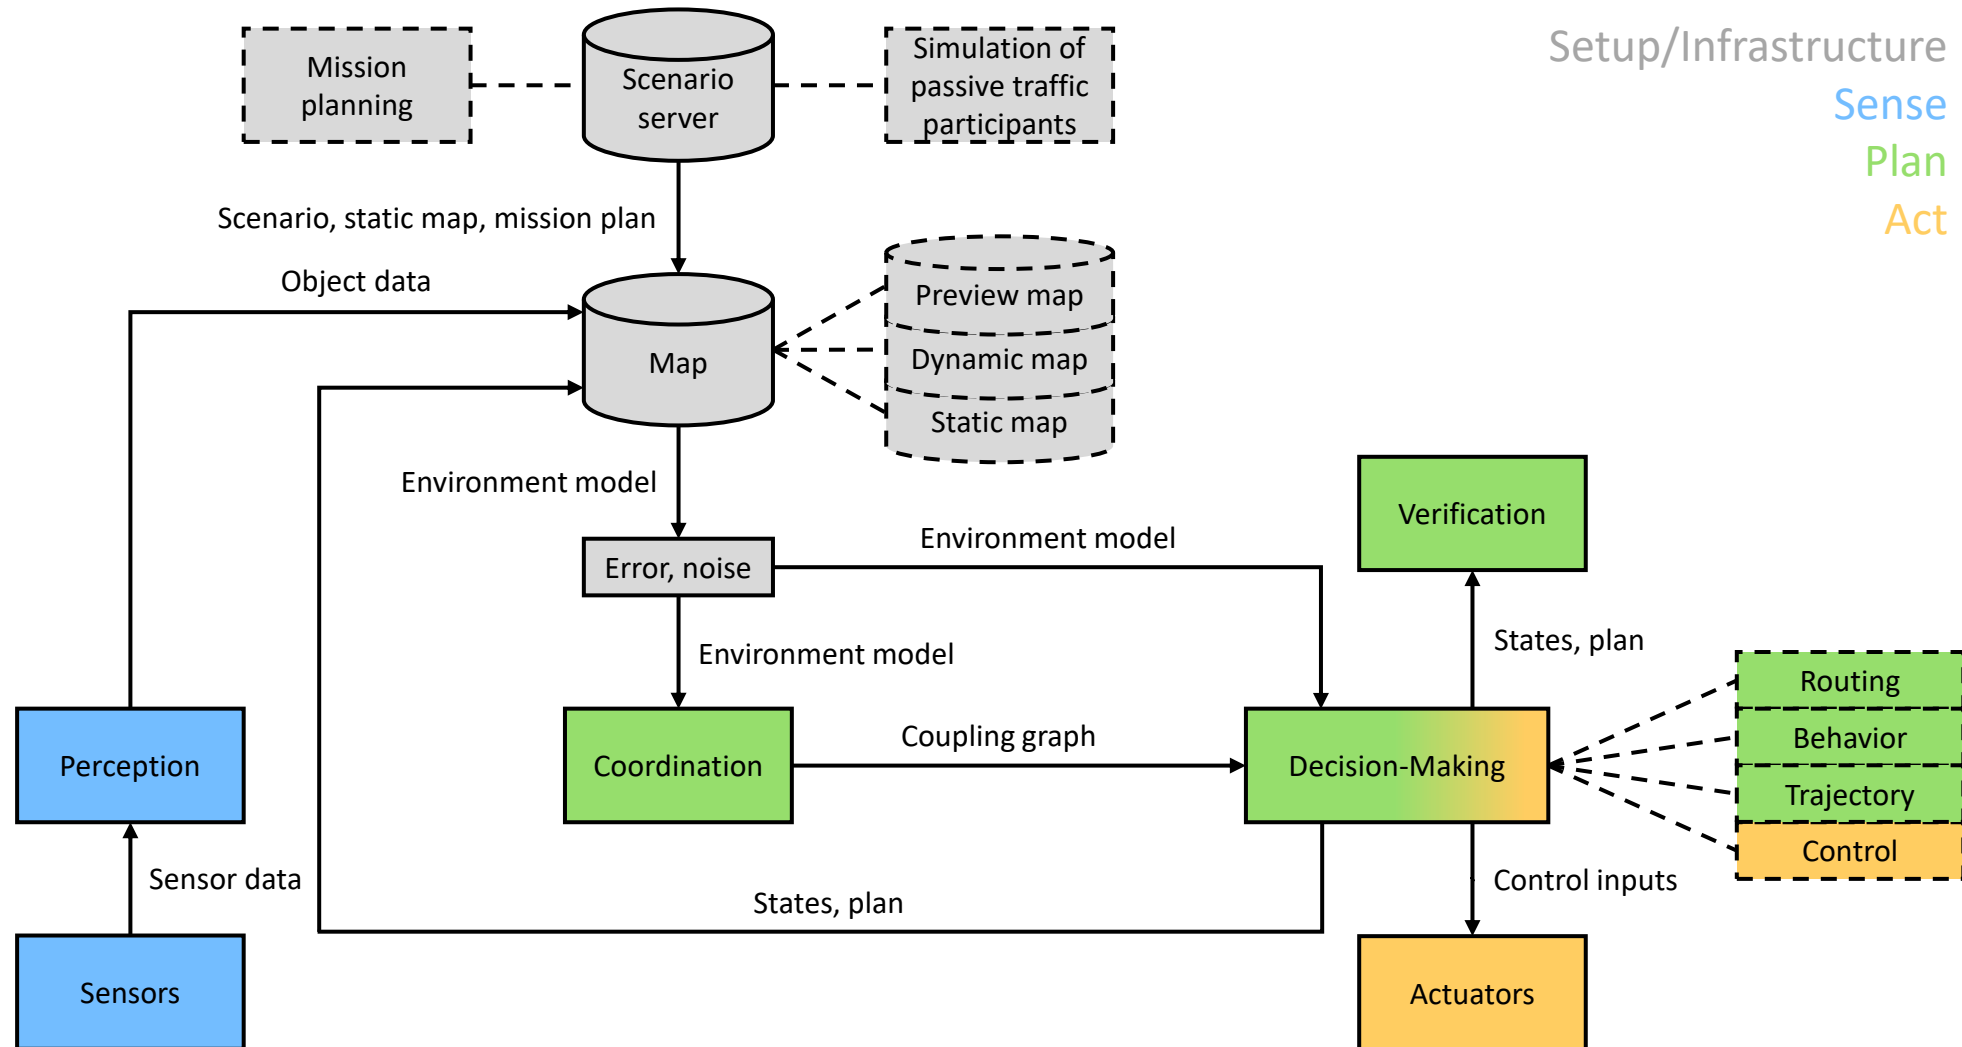 Mission
planning
Scenario
server
Simulation of
passive traffic
participants
Setup/Infrastructure
Sense
Plan
Act
Scenario, static map, mission plan
Object data
Map
Preview map
Dynamic map
Static map
Environment model
Error, noise
Environment model
Verification
Environment model
States, plan
Perception
Coordination
Coupling graph
Decision-Making
Routing
Behavior
Trajectory
Control
Sensor data
States, plan
Control inputs
Sensors
Actuators